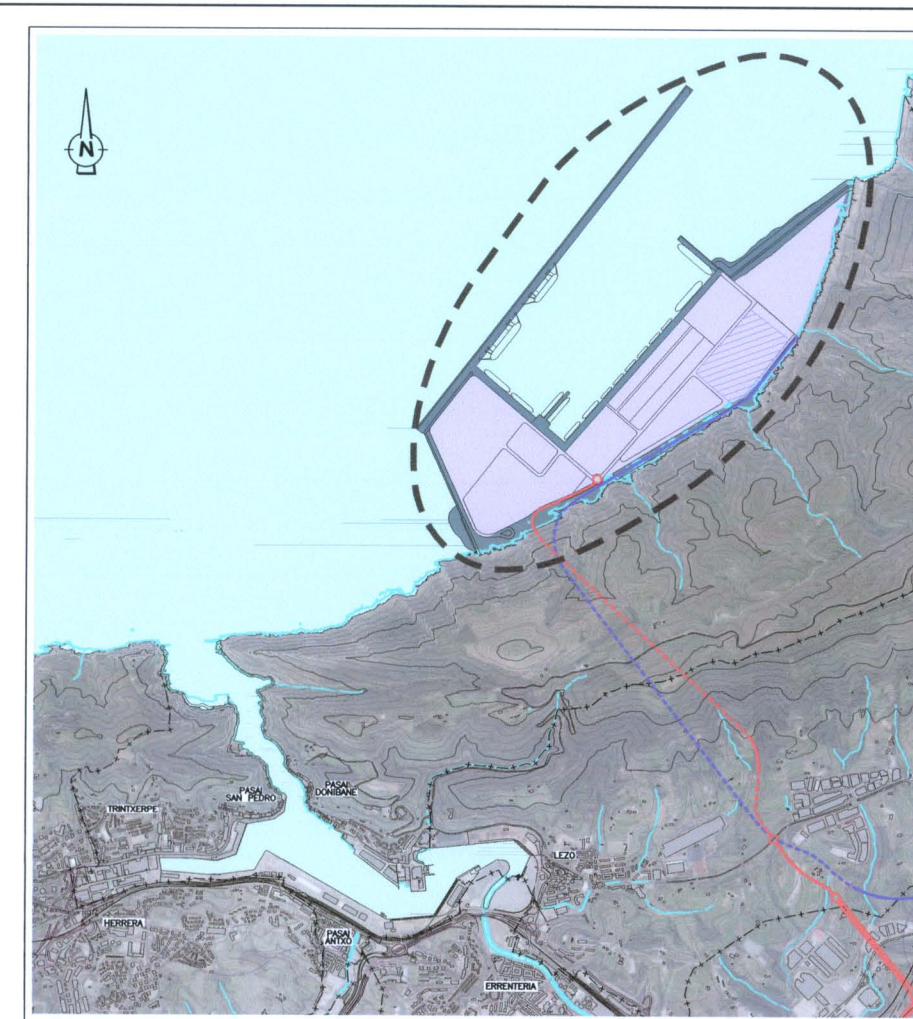 N
PASAI
SAN PEDRO
PASAI
DONIBANE
TRINTXERPE
LEZO
HERRERA
PASAI
ANTXO
ERRENTERIA